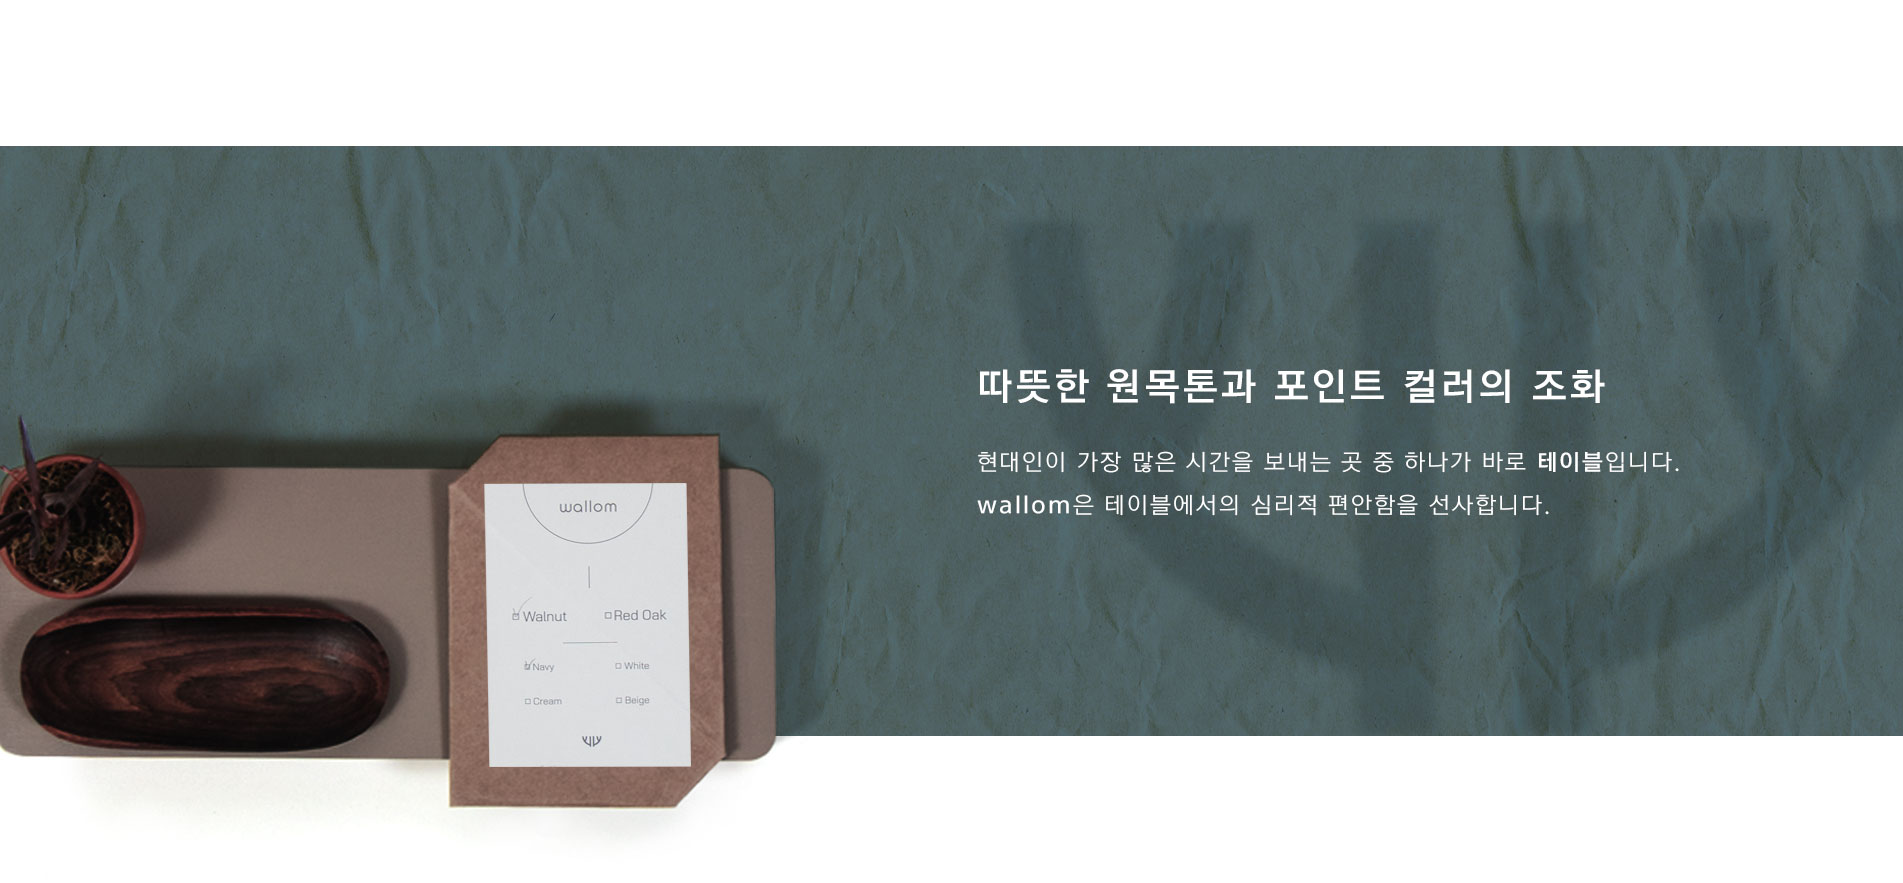 따뜻한 원목톤과 포인트 컬러의 조화
현대인이 가장 많은 시간을 보내는 곳 중 하나가 바로 테이블입니다.
wallom은 테이블에서의 심리적 편안함을 선사합니다.
wallom
Walnut
Red Oak
Navy
White
Cream
Beige